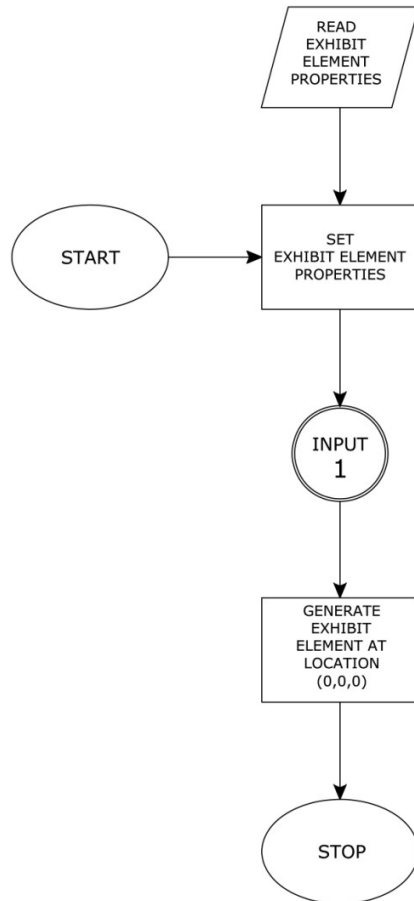 READ
EXHIBIT
ELEMENT
PROPERTIES
START
SET
EXHIBIT ELEMENT
PROPERTIES
INPUT
1
GENERATE
EXHIBIT
ELEMENT AT
LOCATION
(0,0,0)
STOP